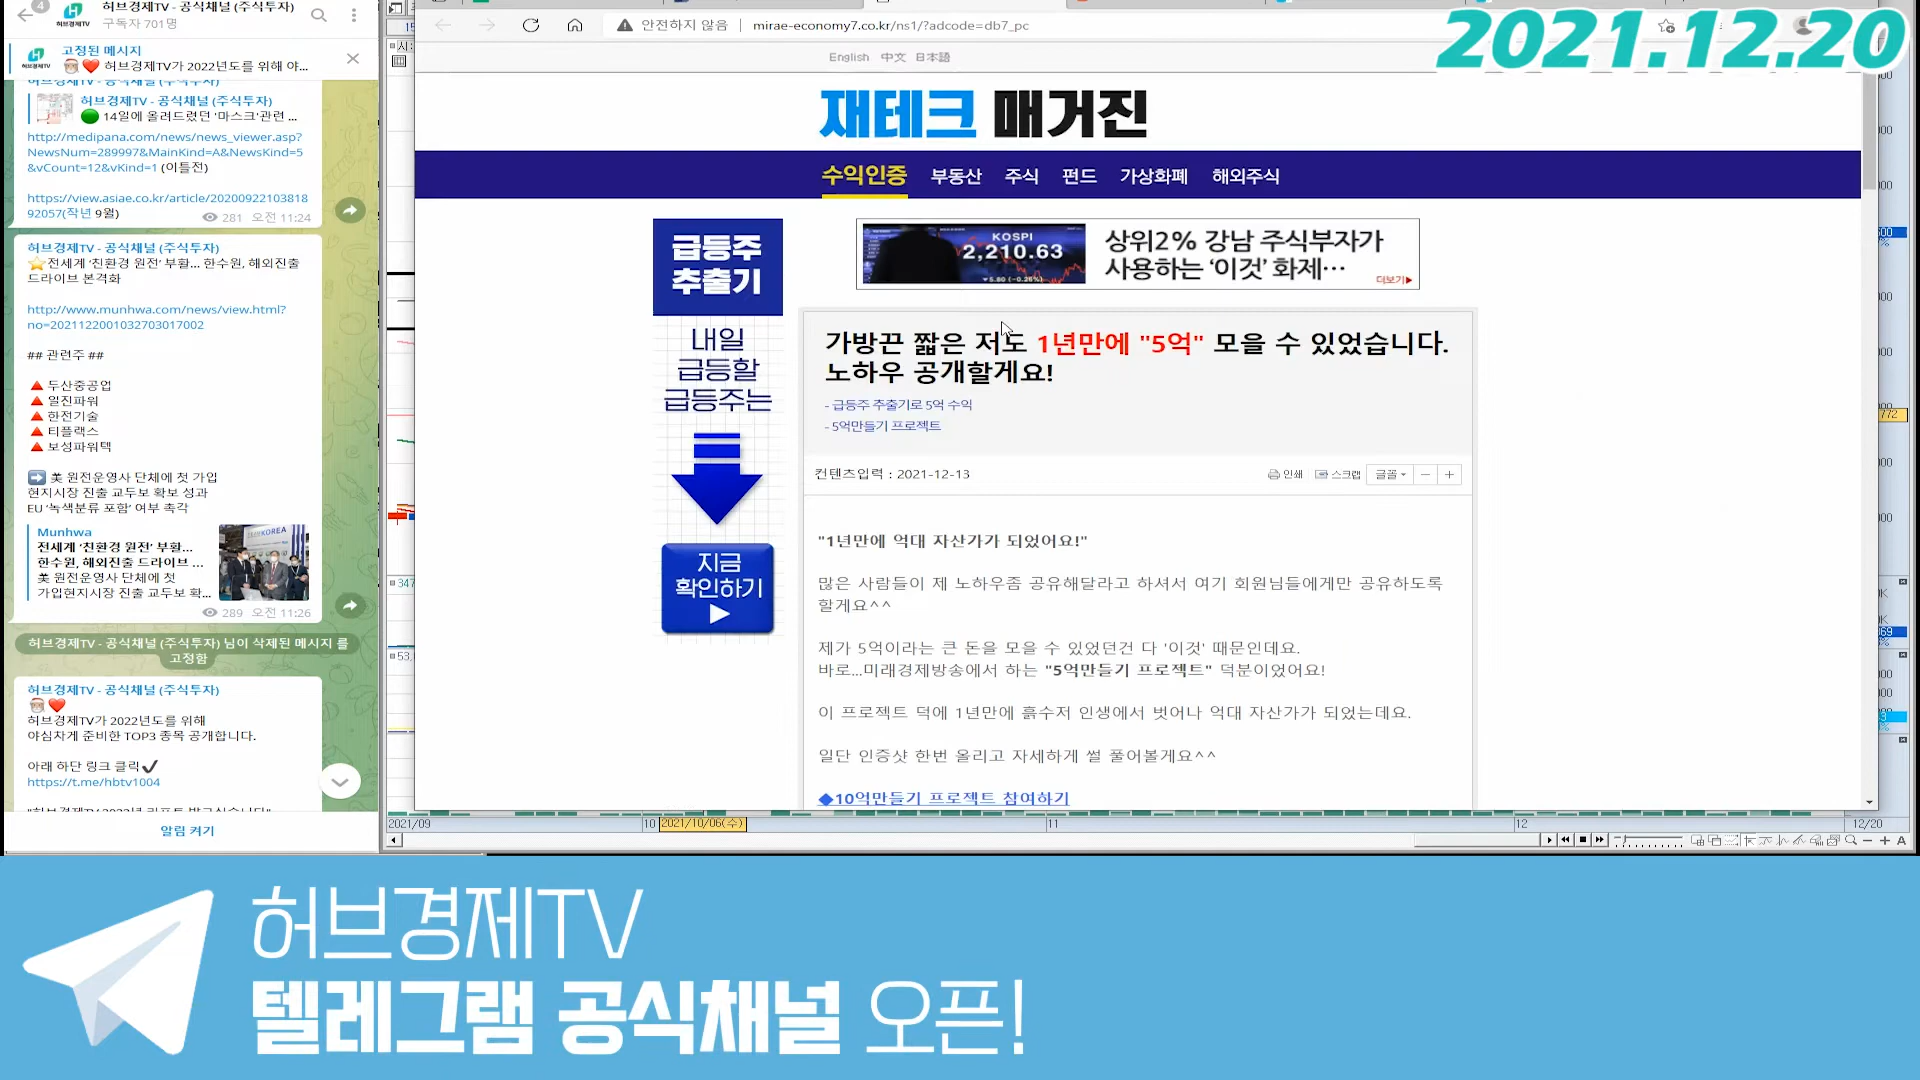 4
허브경제TV - 공식채널 (주식투자)
구독자 701명
고정된 메시지
허브경제TV가 2022년도를 위해 야...
허브경제TV - 공식채널 (주식투자)
허브경제TV - 공식채널 (주식투자)
14일에 올려드렸던 '마스크'관련 ...
http://medipana.com/news/news_viewer.asp?
NewsNum=289997&MainKind=A&NewsKind=5
&vCount=12&vKind=1 (이틀전)
https://view.asiae.co.kr/article/20200922103818
92057(작년 9월)
281 오전 11:24
허브경제TV - 공식채널 (주식투자)
전세계 '친환경 원전' 부활... 한수원, 해외진출
드라이브 본격화
http://www.munhwa.com/news/view.html?
no=2021122001032703017002
## 관련주 ##
두산중공업
일진파워
한전기술
티플랙스
보성파워텍
美 원전운영사 단체에 첫 가입
현지시장 진출 교두보 확보 성과
EU '녹색분류 포함' 여부 촉각
Munhwa
전세계 '친환경 원전' 부활...
한수원, 해외진출 드라이브 ...
美 원전운영사 단체에 첫
가입현지시장 진출 교두보 확...
289 오전 11:26
허브경제TV - 공식채널 (주식투자) 님이 삭제된 메시지 를
고정함
허브경제TV - 공식채널 (주식투자)
허브경제TV가 2022년도를 위해
야심차게 준비한 TOP3 종목 공개합니다.
아래 하단 링크 클릭✔
https://t.me/hbtv1004
알림 켜기
안전하지 않음 | mirae-economy7.co.kr/ns1/?adcode=db7_pc
2021.12.20
English 中文 日本語
재테크 매거진
수익인증 부동산 주식 펀드 가상화폐 해외주식
급등주
추출기
내일
급등할
급등주는
지금
확인하기
KOSPI
2,210.63
▼5.80 (-0.26%)
상위2% 강남 주식부자가
사용하는 '이것' 화제…
더보기▶
가방끈 짧은 저도 1년만에 "5억" 모을 수 있었습니다.
노하우 공개할게요!
- 급등주 추출기로 5억 수익
- 5억만들기 프로젝트
컨텐츠입력 : 2021-12-13
인쇄 스크랩 글꼴 - +
"1년만에 억대 자산가가 되었어요!"
많은 사람들이 제 노하우좀 공유해달라고 하셔서 여기 회원님들에게만 공유하도록
할게요^^
제가 5억이라는 큰 돈을 모을 수 있었던건 다 '이것' 때문인데요.
바로...미래경제방송에서 하는 "5억만들기 프로젝트" 덕분이었어요!
이 프로젝트 덕에 1년만에 흙수저 인생에서 벗어나 억대 자산가가 되었는데요.
일단 인증샷 한번 올리고 자세하게 썰 풀어볼게요^^
◆10억만들기 프로젝트 참여하기
2021/09 10 2021/10/06(수) 11 12 12/20
허브경제TV
텔레그램 공식채널 오픈!